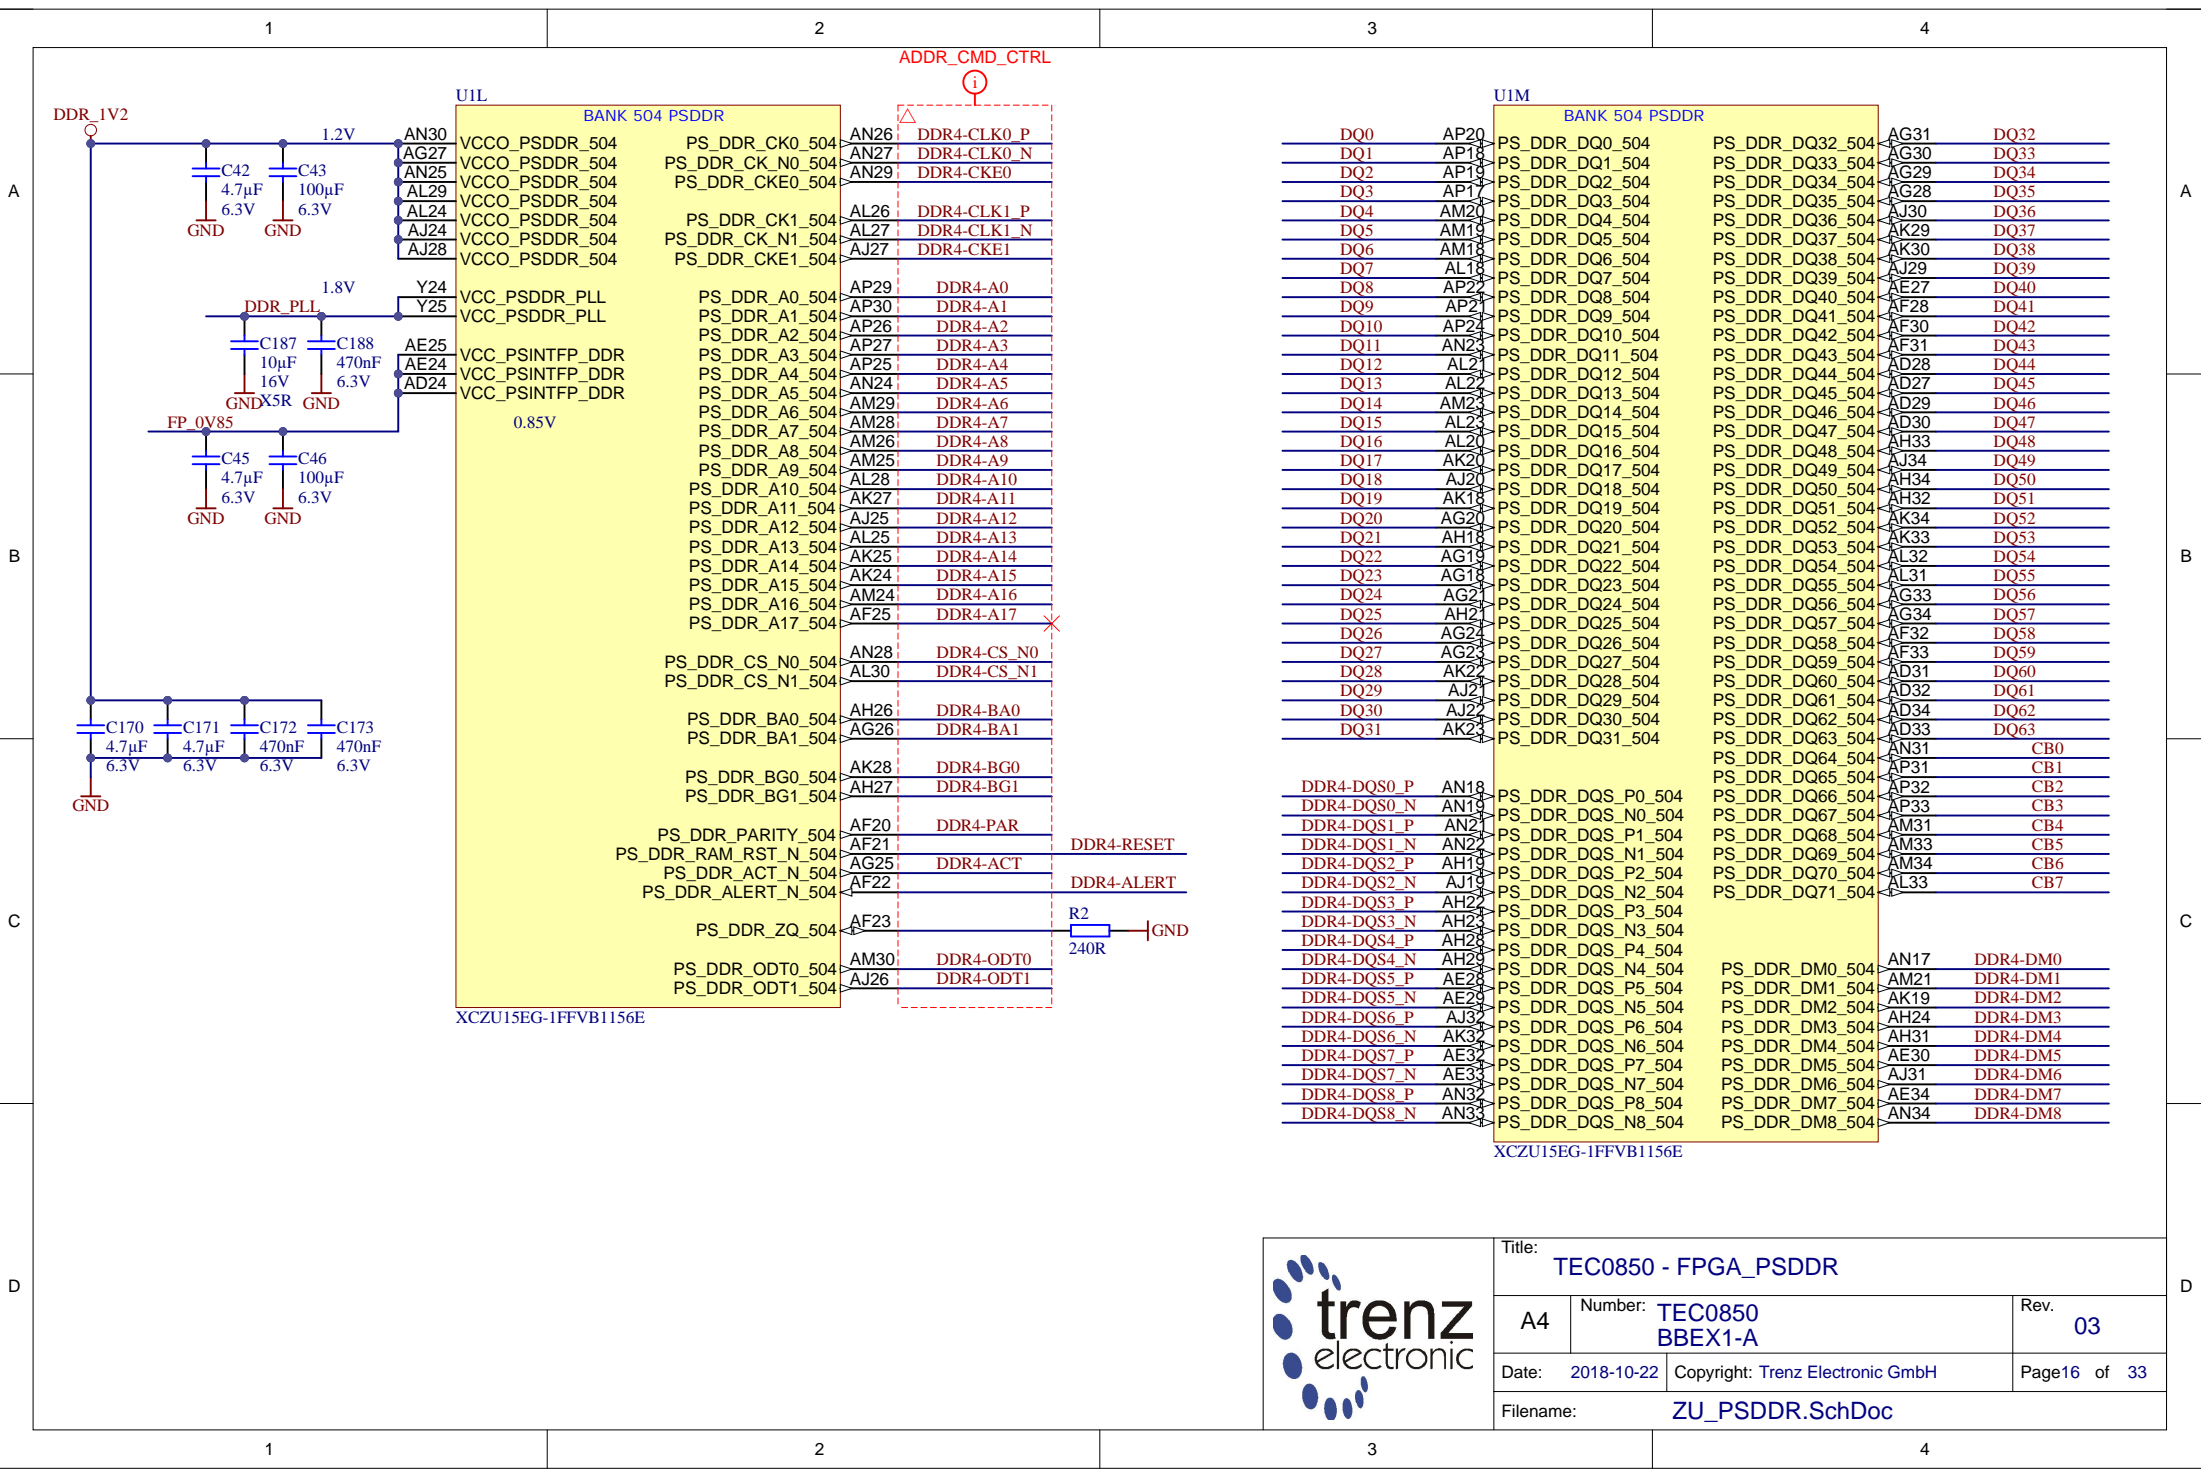 1 2 3 4
ADDR_CMD_CTRL
i
A
B
C
D
DDR_1V2
1.2V
C42 C43
4.7µF 100µF
6.3V 6.3V
GND GND
1.8V
DDR_PLL
C187 C188
10µF 470nF
16V 6.3V
X5R
GND GND
FP_0V85
C45 C46
4.7µF 100µF
6.3V 6.3V
GND GND
C170 C171 C172 C173
4.7µF 4.7µF 470nF 470nF
6.3V 6.3V 6.3V 6.3V
GND
U1L
BANK 504 PSDDR
AN30 VCCO_PSDDR_504
AG27 VCCO_PSDDR_504
AN25 VCCO_PSDDR_504
AL29 VCCO_PSDDR_504
AL24 VCCO_PSDDR_504
AJ24 VCCO_PSDDR_504
AJ28 VCCO_PSDDR_504
Y24 VCC_PSDDR_PLL
Y25 VCC_PSDDR_PLL
AE25 VCC_PSINTFP_DDR
AE24 VCC_PSINTFP_DDR
AD24 VCC_PSINTFP_DDR
0.85V
PS_DDR_CK0_504 AN26 DDR4-CLK0_P
PS_DDR_CK_N0_504 AN27 DDR4-CLK0_N
PS_DDR_CKE0_504 AN29 DDR4-CKE0
PS_DDR_CK1_504 AL26 DDR4-CLK1_P
PS_DDR_CK_N1_504 AL27 DDR4-CLK1_N
PS_DDR_CKE1_504 AJ27 DDR4-CKE1
PS_DDR_A0_504 AP29 DDR4-A0
PS_DDR_A1_504 AP30 DDR4-A1
PS_DDR_A2_504 AP26 DDR4-A2
PS_DDR_A3_504 AP27 DDR4-A3
PS_DDR_A4_504 AP25 DDR4-A4
PS_DDR_A5_504 AN24 DDR4-A5
PS_DDR_A6_504 AM29 DDR4-A6
PS_DDR_A7_504 AM28 DDR4-A7
PS_DDR_A8_504 AM26 DDR4-A8
PS_DDR_A9_504 AM25 DDR4-A9
PS_DDR_A10_504 AL28 DDR4-A10
PS_DDR_A11_504 AK27 DDR4-A11
PS_DDR_A12_504 AJ25 DDR4-A12
PS_DDR_A13_504 AL25 DDR4-A13
PS_DDR_A14_504 AK25 DDR4-A14
PS_DDR_A15_504 AK24 DDR4-A15
PS_DDR_A16_504 AM24 DDR4-A16
PS_DDR_A17_504 AF25 DDR4-A17
PS_DDR_CS_N0_504 AN28 DDR4-CS_N0
PS_DDR_CS_N1_504 AL30 DDR4-CS_N1
PS_DDR_BA0_504 AH26 DDR4-BA0
PS_DDR_BA1_504 AG26 DDR4-BA1
PS_DDR_BG0_504 AK28 DDR4-BG0
PS_DDR_BG1_504 AH27 DDR4-BG1
PS_DDR_PARITY_504 AF20 DDR4-PAR
PS_DDR_RAM_RST_N_504 AF21 DDR4-RESET
PS_DDR_ACT_N_504 AG25 DDR4-ACT
PS_DDR_ALERT_N_504 AF22 DDR4-ALERT
PS_DDR_ZQ_504 AF23 R2 240R GND
PS_DDR_ODT0_504 AM30 DDR4-ODT0
PS_DDR_ODT1_504 AJ26 DDR4-ODT1
XCZU15EG-1FFVB1156E
U1M
BANK 504 PSDDR
DQ0 AP20 PS_DDR_DQ0_504
DQ1 AP18 PS_DDR_DQ1_504
DQ2 AP19 PS_DDR_DQ2_504
DQ3 AP17 PS_DDR_DQ3_504
DQ4 AM20 PS_DDR_DQ4_504
DQ5 AM19 PS_DDR_DQ5_504
DQ6 AM18 PS_DDR_DQ6_504
DQ7 AL18 PS_DDR_DQ7_504
DQ8 AP22 PS_DDR_DQ8_504
DQ9 AP21 PS_DDR_DQ9_504
DQ10 AP24 PS_DDR_DQ10_504
DQ11 AN23 PS_DDR_DQ11_504
DQ12 AL21 PS_DDR_DQ12_504
DQ13 AL22 PS_DDR_DQ13_504
DQ14 AM23 PS_DDR_DQ14_504
DQ15 AL23 PS_DDR_DQ15_504
DQ16 AL20 PS_DDR_DQ16_504
DQ17 AK20 PS_DDR_DQ17_504
DQ18 AJ20 PS_DDR_DQ18_504
DQ19 AK18 PS_DDR_DQ19_504
DQ20 AG20 PS_DDR_DQ20_504
DQ21 AH18 PS_DDR_DQ21_504
DQ22 AG19 PS_DDR_DQ22_504
DQ23 AG18 PS_DDR_DQ23_504
DQ24 AG21 PS_DDR_DQ24_504
DQ25 AH21 PS_DDR_DQ25_504
DQ26 AG24 PS_DDR_DQ26_504
DQ27 AG23 PS_DDR_DQ27_504
DQ28 AK22 PS_DDR_DQ28_504
DQ29 AJ21 PS_DDR_DQ29_504
DQ30 AJ22 PS_DDR_DQ30_504
DQ31 AK23 PS_DDR_DQ31_504
DDR4-DQS0_P AN18 PS_DDR_DQS_P0_504
DDR4-DQS0_N AN19 PS_DDR_DQS_N0_504
DDR4-DQS1_P AN21 PS_DDR_DQS_P1_504
DDR4-DQS1_N AN22 PS_DDR_DQS_N1_504
DDR4-DQS2_P AH19 PS_DDR_DQS_P2_504
DDR4-DQS2_N AJ19 PS_DDR_DQS_N2_504
DDR4-DQS3_P AH22 PS_DDR_DQS_P3_504
DDR4-DQS3_N AH23 PS_DDR_DQS_N3_504
DDR4-DQS4_P AH28 PS_DDR_DQS_P4_504
DDR4-DQS4_N AH29 PS_DDR_DQS_N4_504
DDR4-DQS5_P AE28 PS_DDR_DQS_P5_504
DDR4-DQS5_N AE29 PS_DDR_DQS_N5_504
DDR4-DQS6_P AJ32 PS_DDR_DQS_P6_504
DDR4-DQS6_N AK32 PS_DDR_DQS_N6_504
DDR4-DQS7_P AE32 PS_DDR_DQS_P7_504
DDR4-DQS7_N AE33 PS_DDR_DQS_N7_504
DDR4-DQS8_P AN32 PS_DDR_DQS_P8_504
DDR4-DQS8_N AN33 PS_DDR_DQS_N8_504
PS_DDR_DQ32_504 AG31 DQ32
PS_DDR_DQ33_504 AG30 DQ33
PS_DDR_DQ34_504 AG29 DQ34
PS_DDR_DQ35_504 AG28 DQ35
PS_DDR_DQ36_504 AJ30 DQ36
PS_DDR_DQ37_504 AK29 DQ37
PS_DDR_DQ38_504 AK30 DQ38
PS_DDR_DQ39_504 AJ29 DQ39
PS_DDR_DQ40_504 AE27 DQ40
PS_DDR_DQ41_504 AF28 DQ41
PS_DDR_DQ42_504 AF30 DQ42
PS_DDR_DQ43_504 AF31 DQ43
PS_DDR_DQ44_504 AD28 DQ44
PS_DDR_DQ45_504 AD27 DQ45
PS_DDR_DQ46_504 AD29 DQ46
PS_DDR_DQ47_504 AD30 DQ47
PS_DDR_DQ48_504 AH33 DQ48
PS_DDR_DQ49_504 AJ34 DQ49
PS_DDR_DQ50_504 AH34 DQ50
PS_DDR_DQ51_504 AH32 DQ51
PS_DDR_DQ52_504 AK34 DQ52
PS_DDR_DQ53_504 AK33 DQ53
PS_DDR_DQ54_504 AL32 DQ54
PS_DDR_DQ55_504 AL31 DQ55
PS_DDR_DQ56_504 AG33 DQ56
PS_DDR_DQ57_504 AG34 DQ57
PS_DDR_DQ58_504 AF32 DQ58
PS_DDR_DQ59_504 AF33 DQ59
PS_DDR_DQ60_504 AD31 DQ60
PS_DDR_DQ61_504 AD32 DQ61
PS_DDR_DQ62_504 AD34 DQ62
PS_DDR_DQ63_504 AD33 DQ63
PS_DDR_DQ64_504 AN31 CB0
PS_DDR_DQ65_504 AP31 CB1
PS_DDR_DQ66_504 AP32 CB2
PS_DDR_DQ67_504 AP33 CB3
PS_DDR_DQ68_504 AM31 CB4
PS_DDR_DQ69_504 AM33 CB5
PS_DDR_DQ70_504 AM34 CB6
PS_DDR_DQ71_504 AL33 CB7
PS_DDR_DM0_504 AN17 DDR4-DM0
PS_DDR_DM1_504 AM21 DDR4-DM1
PS_DDR_DM2_504 AK19 DDR4-DM2
PS_DDR_DM3_504 AH24 DDR4-DM3
PS_DDR_DM4_504 AH31 DDR4-DM4
PS_DDR_DM5_504 AE30 DDR4-DM5
PS_DDR_DM6_504 AJ31 DDR4-DM6
PS_DDR_DM7_504 AE34 DDR4-DM7
PS_DDR_DM8_504 AN34 DDR4-DM8
XCZU15EG-1FFVB1156E
A
B
C
D
trenz
electronic
Title:
TEC0850 - FPGA_PSDDR
A4 Number: TEC0850
BBEX1-A
Rev.
03
Date: 2018-10-22 Copyright: Trenz Electronic GmbH Page16 of 33
Filename: ZU_PSDDR.SchDoc
1 2 3 4